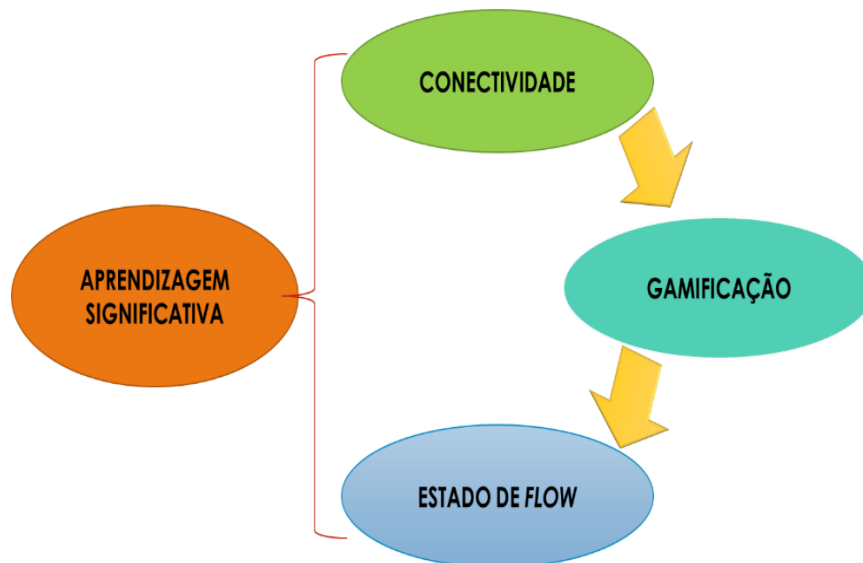 CONECTIVIDADE
APRENDIZAGEM
SIGNIFICATIVA
GAMIFICAÇÃO
ESTADO DE FLOW